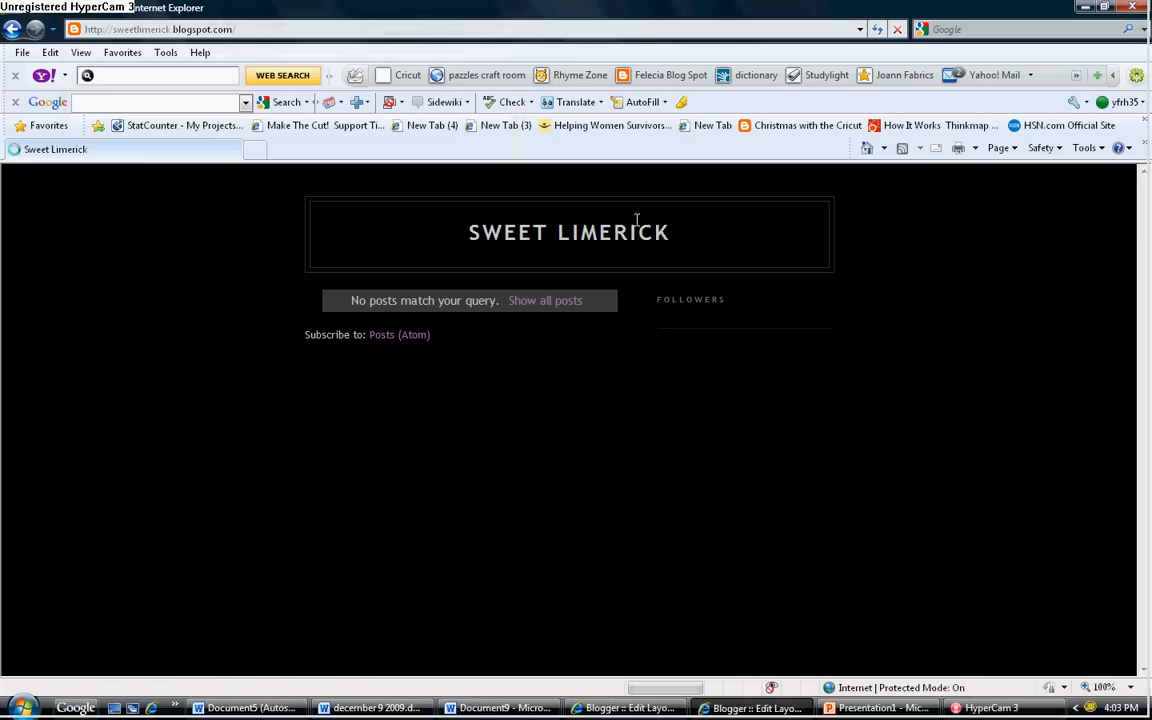 Unregistered HyperCam 3 nternet Explorer
http://sweetlimerick.blogspot.com/
Google
File Edit View Favorites Tools Help
Y! WEB SEARCH Cricut pazzles craft room Rhyme Zone Felecia Blog Spot dictionary Studylight Joann Fabrics Yahoo! Mail
Google Search Sidewiki Check Translate AutoFill yfrh35
Favorites StatCounter - My Projects... Make The Cut! Support Ti... New Tab (4) New Tab (3) Helping Women Survivors... New Tab Christmas with the Cricut How It Works Thinkmap ... HSN.com Official Site
Sweet Limerick Page Safety Tools
SWEET LIMERICK
No posts match your query. Show all posts
FOLLOWERS
Subscribe to: Posts (Atom)
Internet | Protected Mode: On 100%
Google Document5 (Autos... december 9 2009.d... Document9 - Micro... Blogger :: Edit Layo... Blogger :: Edit Layo... Presentation1 - Mic... HyperCam 3 4:03 PM